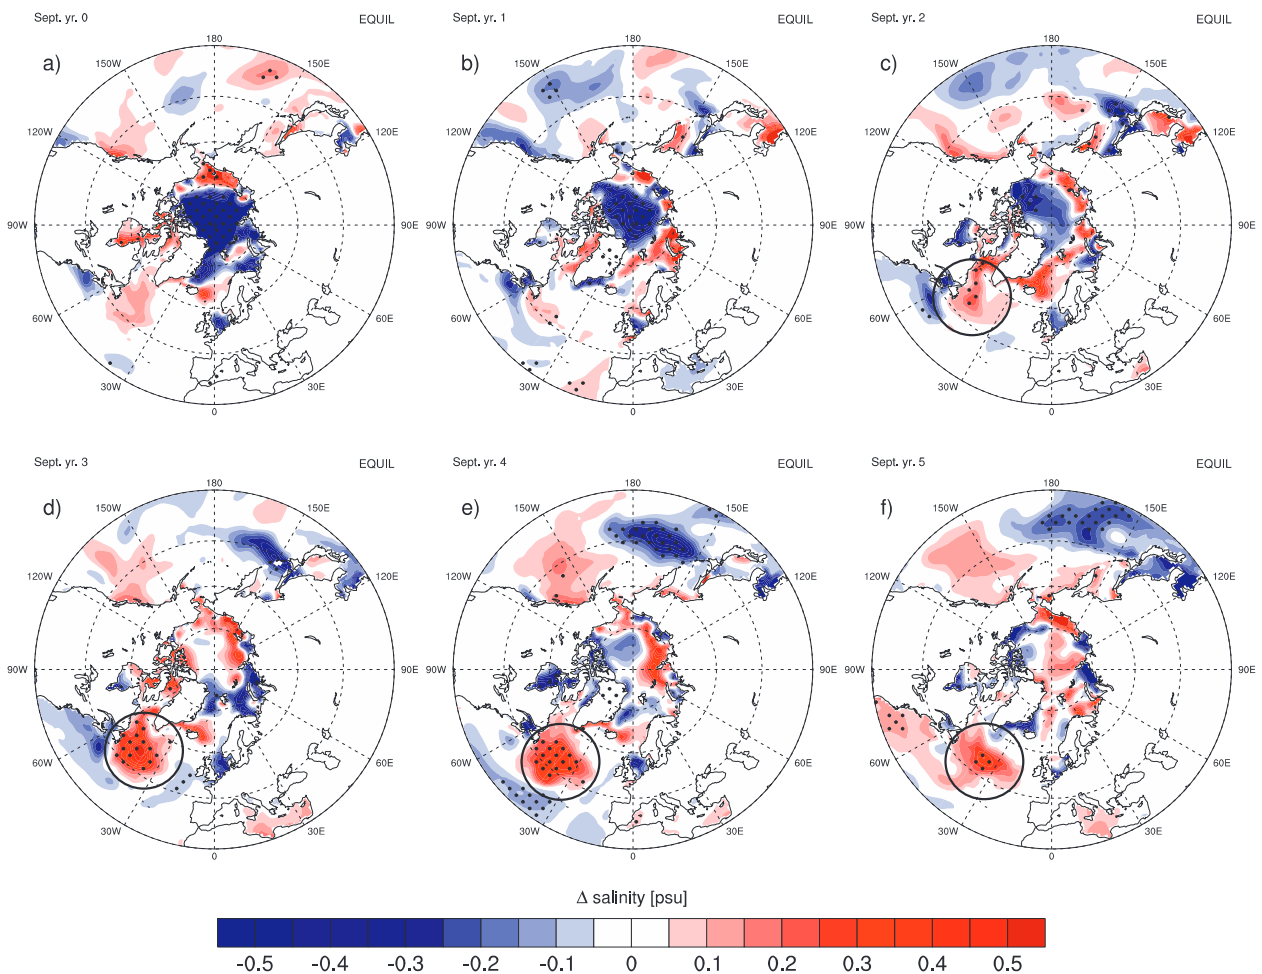 Sept. yr. 0 EQUIL Sept. yr. 1 EQUIL Sept. yr. 2 EQUIL
a) 180 150W 150E 120W 120E 90W 90E 60W 60E 30W 30E 0
b) 180 150W 150E 120W 120E 90W 90E 60W 60E 30W 30E 0
c) 180 150W 150E 120W 120E 90W 90E 60W 60E 30W 30E 0
Sept. yr. 3 EQUIL Sept. yr. 4 EQUIL Sept. yr. 5 EQUIL
d) 180 150W 150E 120W 120E 90W 90E 60W 60E 30W 30E 0
e) 180 150W 150E 120W 120E 90W 90E 60W 60E 30W 30E 0
f) 180 150W 150E 120W 120E 90W 90E 60W 60E 30W 30E 0
Δ salinity [psu]
-0.5 -0.4 -0.3 -0.2 -0.1 0 0.1 0.2 0.3 0.4 0.5